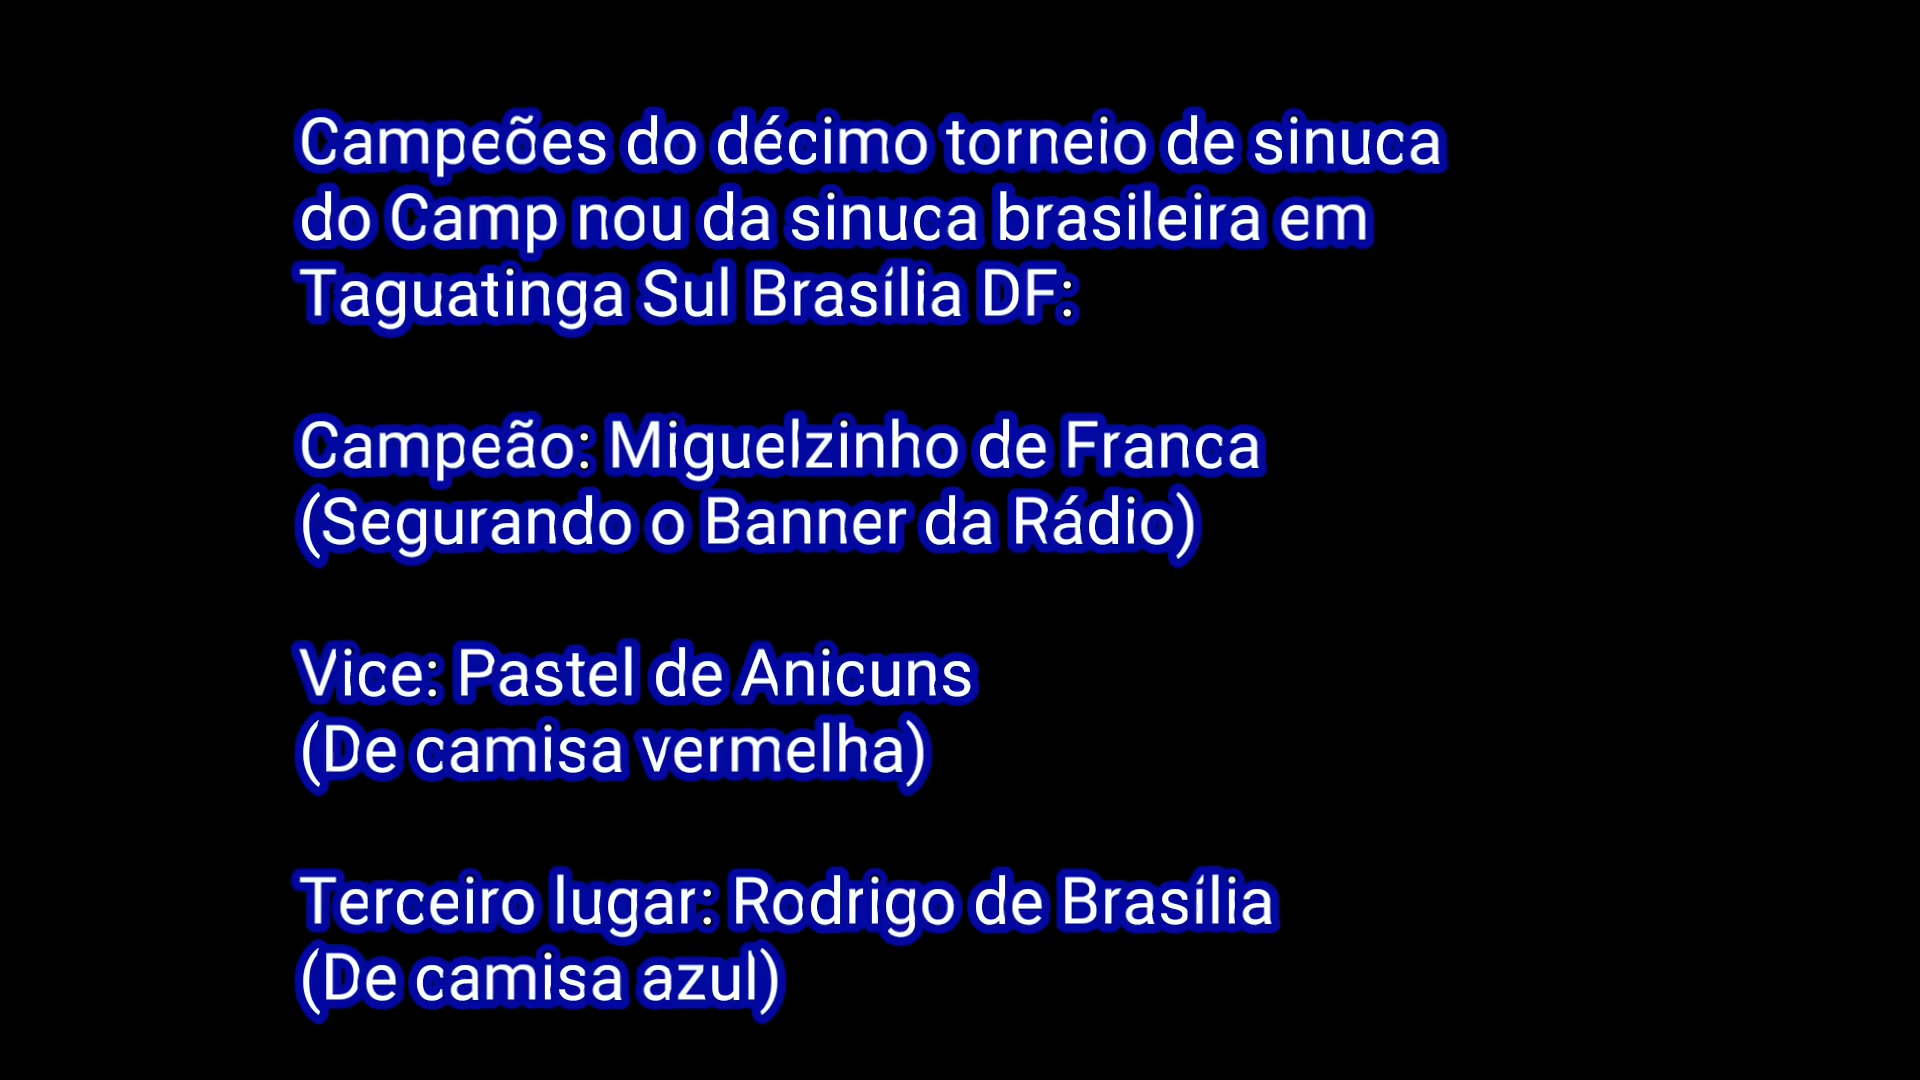 Campeões do décimo torneio de sinuca
do Camp nou da sinuca brasileira em
Taguatinga Sul Brasília DF:
Campeão: Miguelzinho de Franca
(Segurando o Banner da Rádio)
Vice: Pastel de Anicuns
(De camisa vermelha)
Terceiro lugar: Rodrigo de Brasília
(De camisa azul)